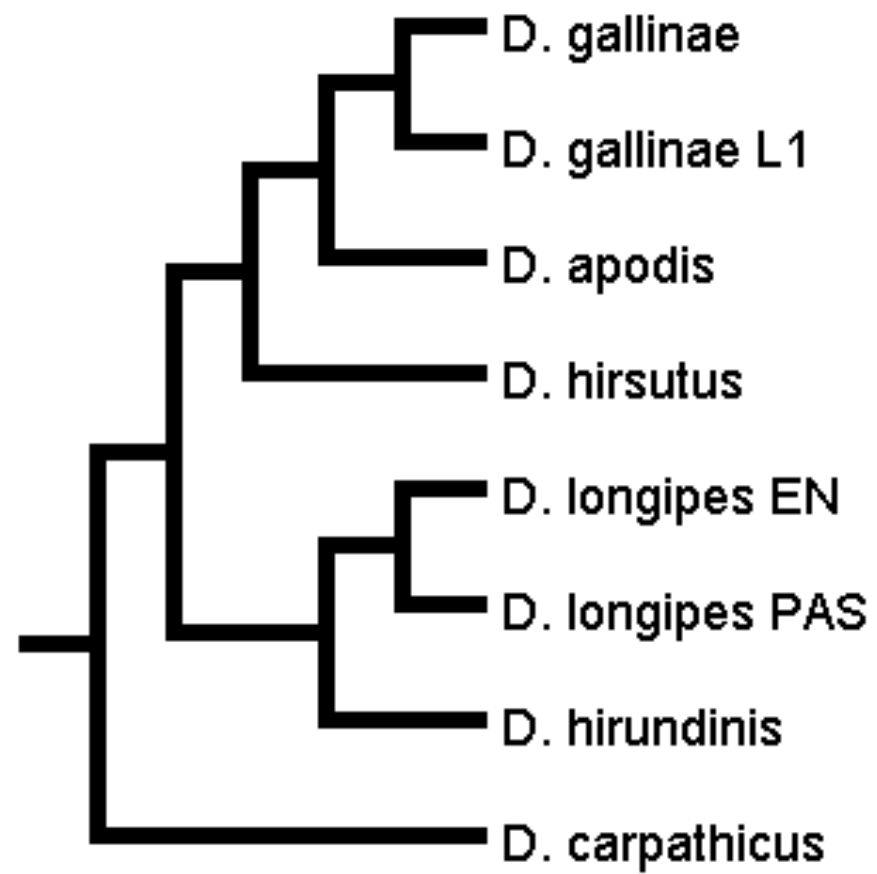 D. gallinae
D. gallinae L1
D. apodis
D. hirsutus
D. longipes EN
D. longipes PAS
D. hirundinis
D. carpathicus